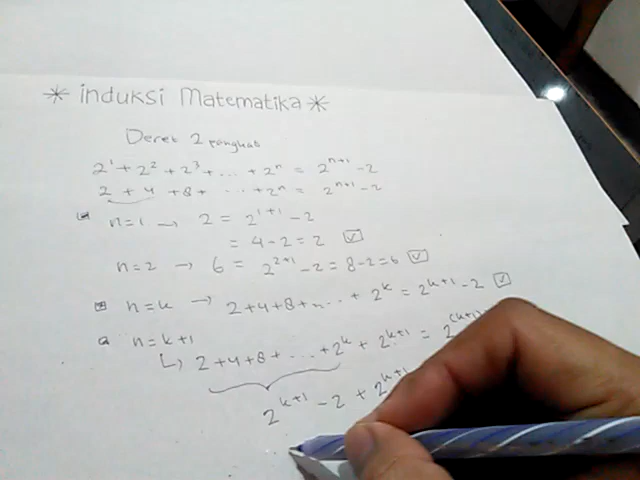 * Induksi Matematika *
Deret 2 pangkat
2¹ + 2² + 2³ + ... + 2ⁿ = 2ⁿ⁺¹ - 2
2 + 4 + 8 + ... + 2ⁿ = 2ⁿ⁺¹ - 2
n=1 → 2 = 2¹⁺¹ - 2
= 4 - 2 = 2 ☑
n=2 → 6 = 2²⁺¹ - 2 = 8 - 2 = 6 ☑
n=k → 2+4+8+ ... + 2ᵏ = 2ᵏ⁺¹ - 2 ☑
n=k+1
↳ 2+4+8+ ... +2ᵏ + 2ᵏ⁺¹ = 2⁽ᵏ⁺¹⁾
2ᵏ⁺¹ - 2 + 2ᵏ⁺¹